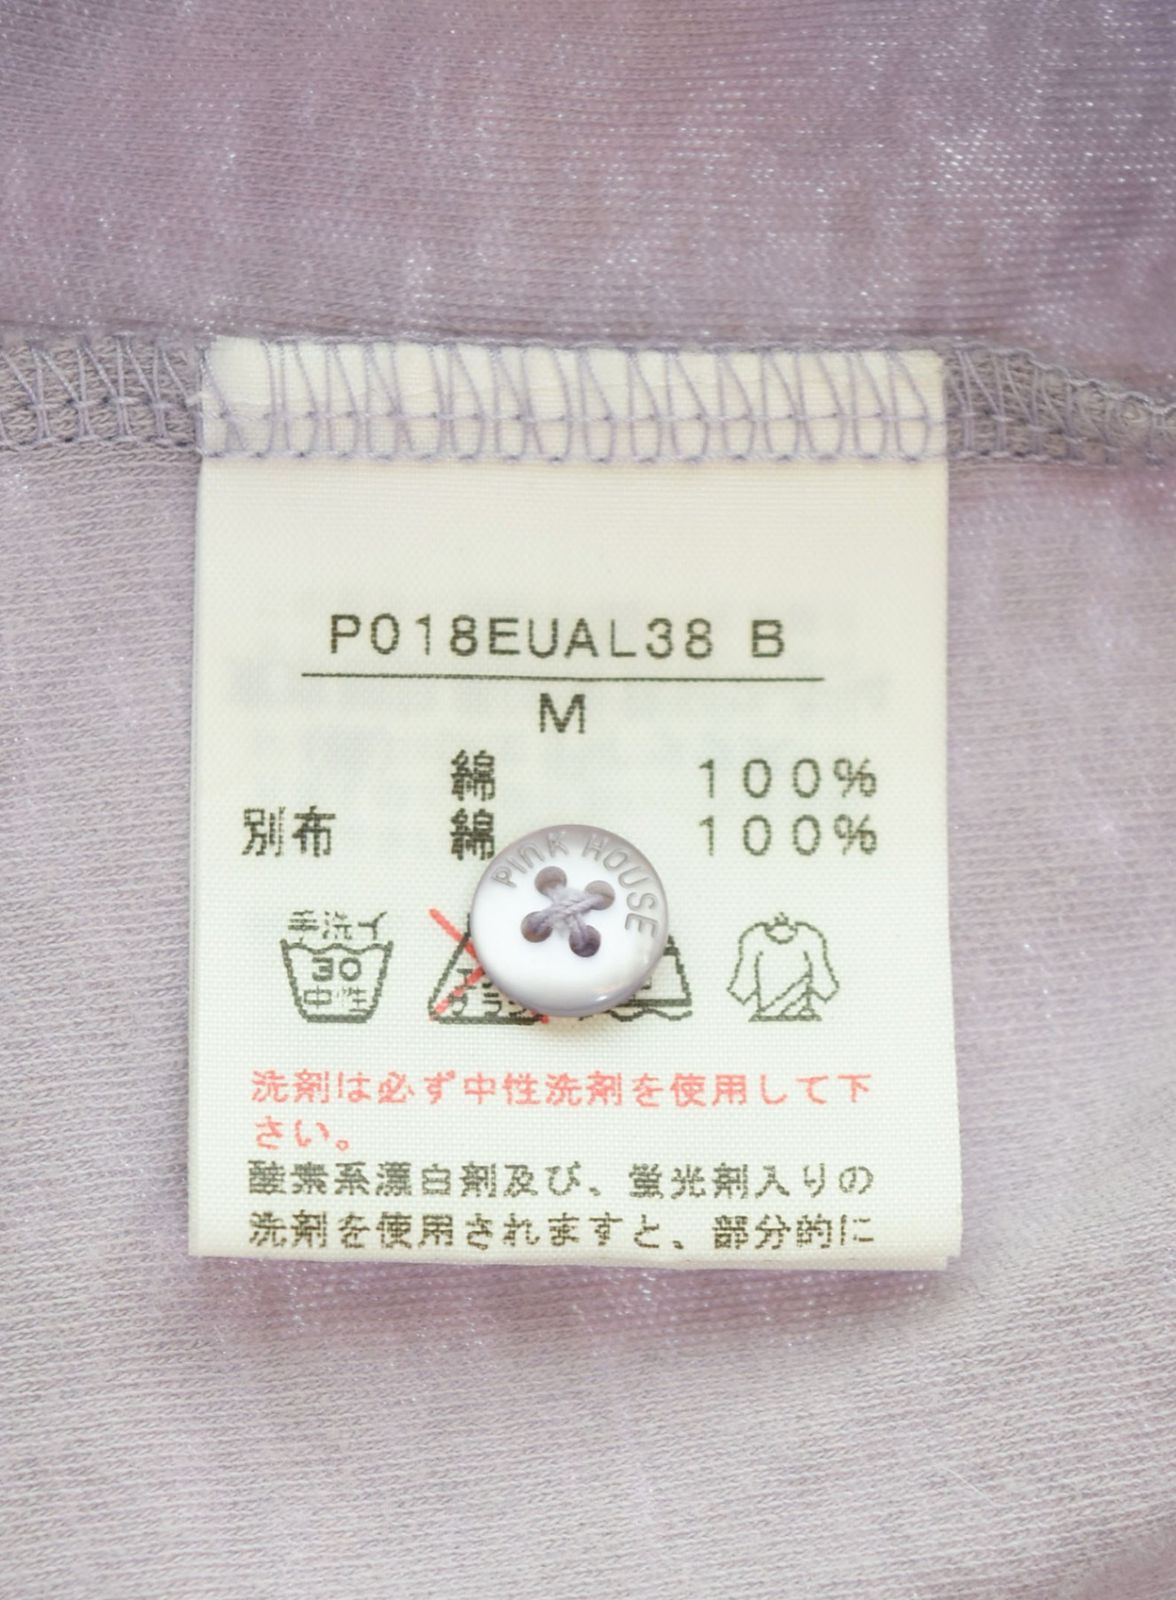 P018EUAL38 B
M
綿 100%
別布 綿 100%
PINK HOUSE
手洗イ
30
中性
洗剤は必ず中性洗剤を使用して下
さい。
酸素系漂白剤及び、蛍光剤入りの
洗剤を使用されますと、部分的に